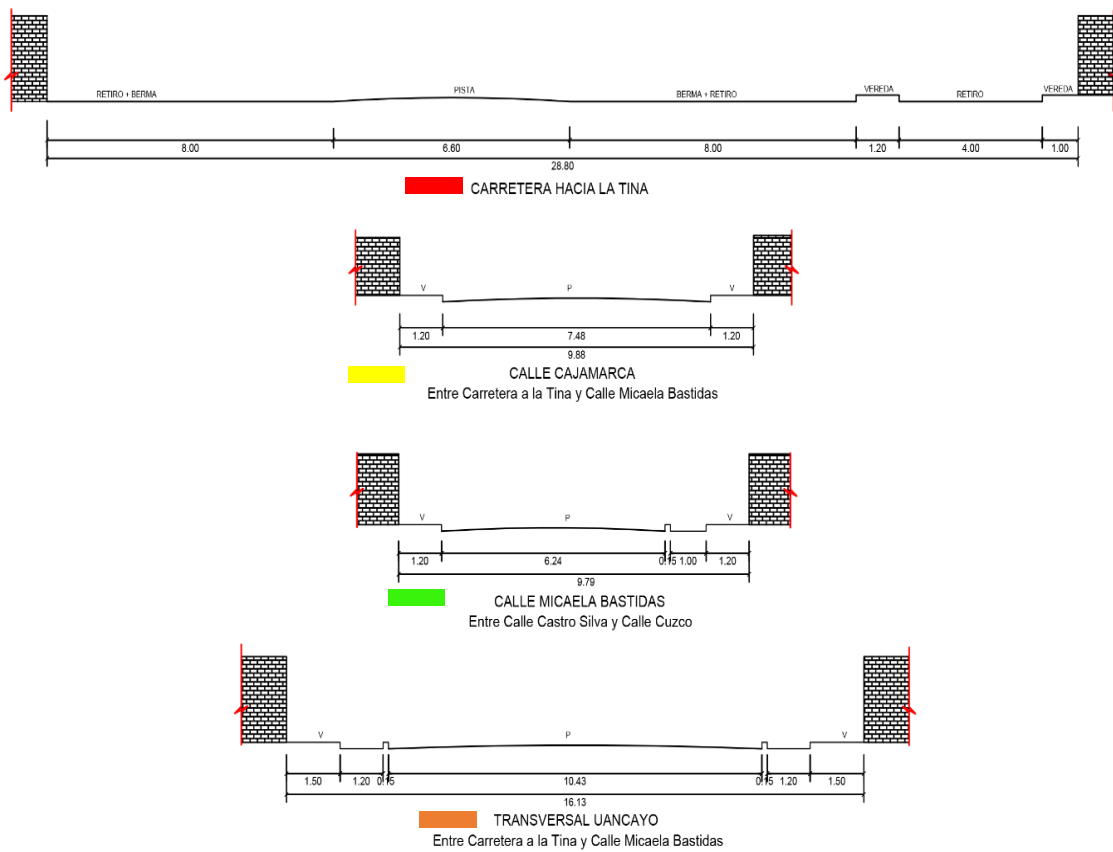 RETIRO + BERMA PISTA BERMA + RETIRO VEREDA RETIRO VEREDA
8.00 6.60 8.00 1.20 4.00 1.00
28.80
CARRETERA HACIA LA TINA
V P V
1.20 7.48 1.20
9.88
CALLE CAJAMARCA
Entre Carretera a la Tina y Calle Micaela Bastidas
V P V
1.20 6.24 0.15 1.00 1.20
9.79
CALLE MICAELA BASTIDAS
Entre Calle Castro Silva y Calle Cuzco
V P V
1.50 1.20 0.15 10.43 0.15 1.20 1.50
16.13
TRANSVERSAL UANCAYO
Entre Carretera a la Tina y Calle Micaela Bastidas